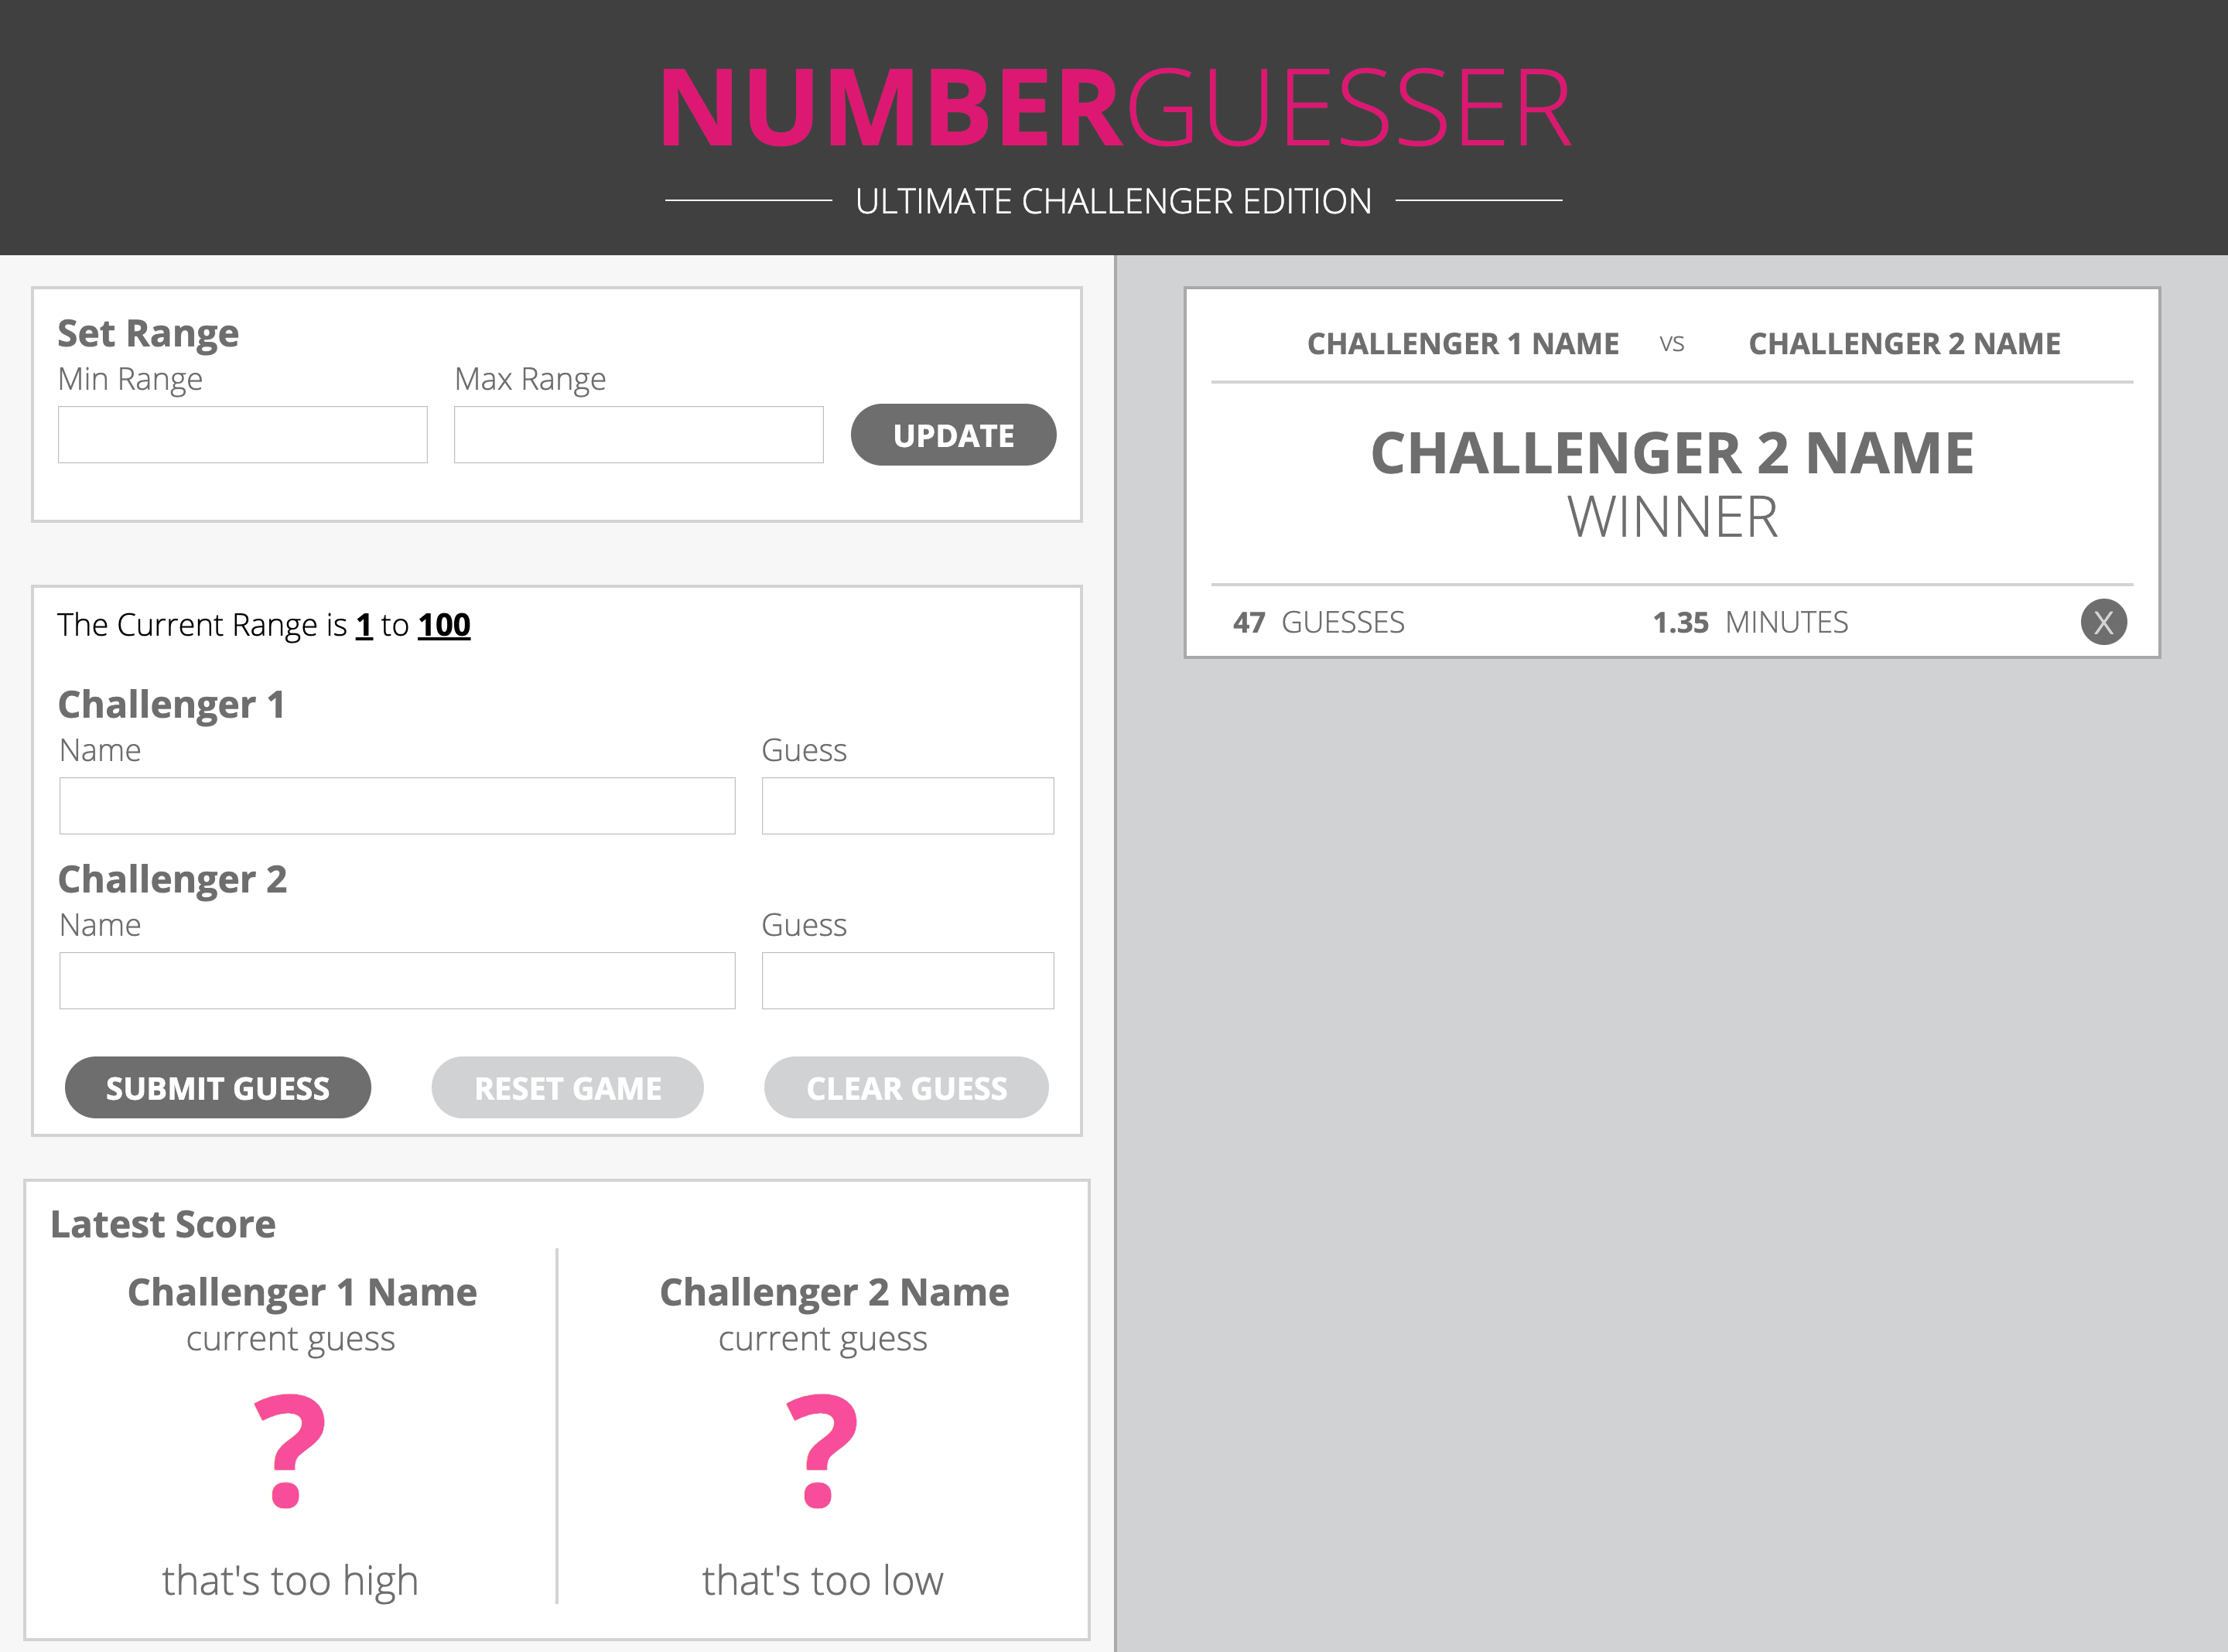 NUMBERGUESSER
ULTIMATE CHALLENGER EDITION
Set Range
Min Range Max Range
UPDATE
The Current Range is 1 to 100
Challenger 1
Name Guess
Challenger 2
Name Guess
SUBMIT GUESS RESET GAME CLEAR GUESS
Latest Score
Challenger 1 Name
current guess
?
that's too high
Challenger 2 Name
current guess
?
that's too low
CHALLENGER 1 NAME VS CHALLENGER 2 NAME
CHALLENGER 2 NAME
WINNER
47 GUESSES 1.35 MINUTES X